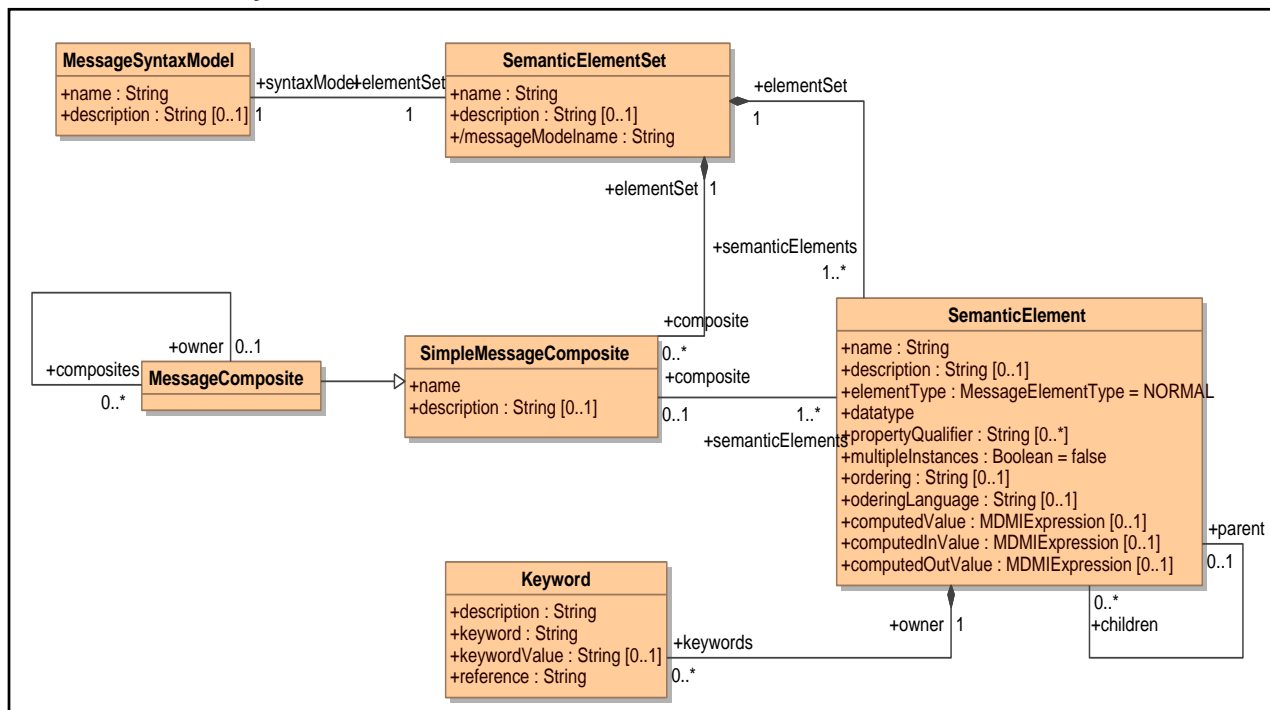 MessageSyntaxModel
+name : String
+description : String [0..1]
+syntaxModel
1
+elementSet
1
SemanticElementSet
+name : String
+description : String [0..1]
+/messageModelname : String
+elementSet
1
+elementSet
1
+semanticElements
1..*
+composite
0..*
+owner
0..1
+composites
0..*
MessageComposite
SimpleMessageComposite
+name
+description : String [0..1]
+composite
0..1
1..*
+semanticElements
SemanticElement
+name : String
+description : String [0..1]
+elementType : MessageElementType = NORMAL
+datatype
+propertyQualifier : String [0..*]
+multipleInstances : Boolean = false
+ordering : String [0..1]
+oderingLanguage : String [0..1]
+computedValue : MDMIExpression [0..1]
+computedInValue : MDMIExpression [0..1]
+computedOutValue : MDMIExpression [0..1]
+parent
0..1
0..*
+children
+owner
1
+keywords
0..*
Keyword
+description : String
+keyword : String
+keywordValue : String [0..1]
+reference : String